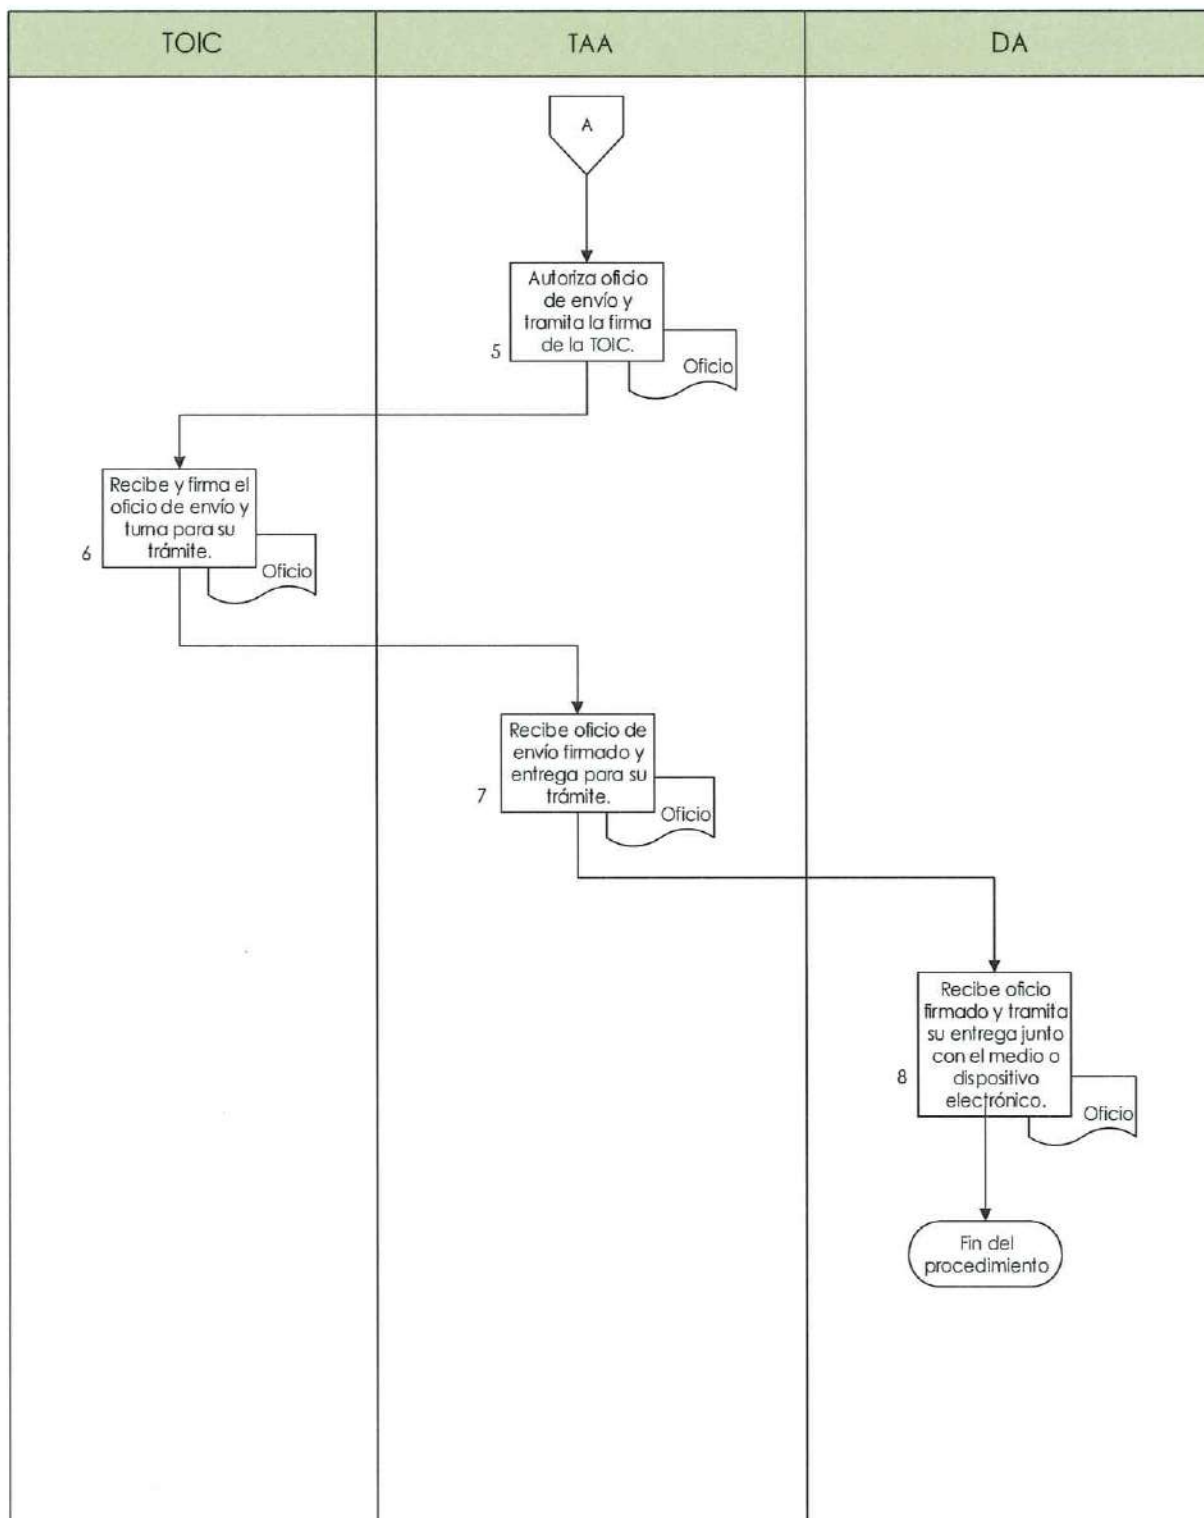 TOIC
TAA
DA
A
Autoriza oficio
de envío y
tramita la firma
de la TOIC.
5
Oficio
Recibe y firma el
oficio de envío y
turna para su
trámite.
6
Oficio
Recibe oficio de
envío firmado y
entrega para su
trámite.
7
Oficio
Recibe oficio
firmado y tramita
su entrega junto
con el medio o
dispositivo
electrónico.
8
Oficio
Fin del
procedimiento